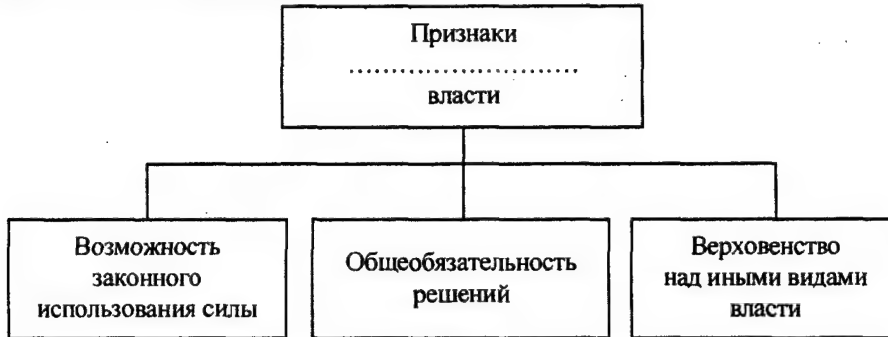 Признаки
............................
власти
Возможность
законного
использования силы
Общеобязательность
решений
Верховенство
над иными видами
власти